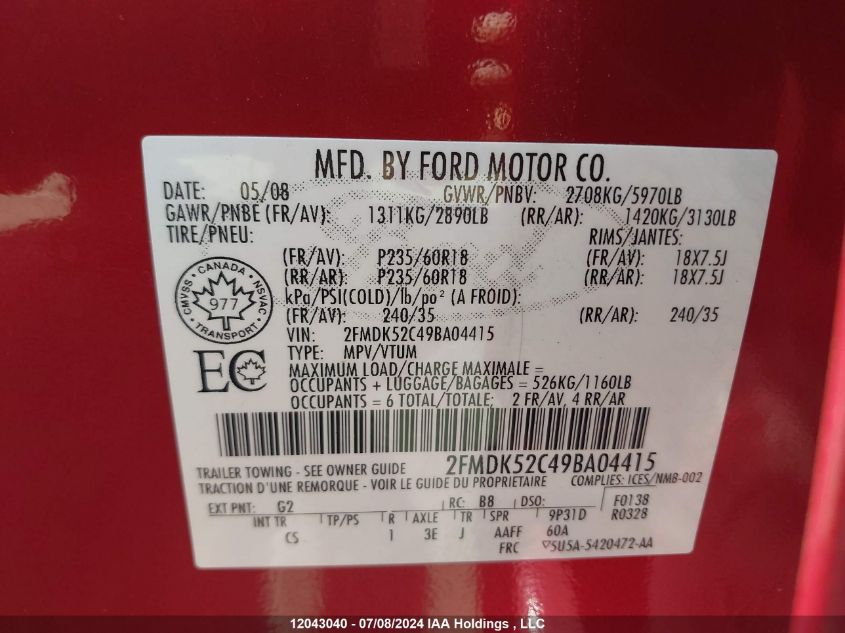 MFD. BY FORD MOTOR CO.
DATE: 05/08 GVWR/PNBV: 2708KG/5970LB
GAWR/PNBE (FR/AV): 1311KG/2890LB (RR/AR): 1420KG/3130LB
TIRE/PNEU: RIMS/JANTES:
(FR/AV): P235/60R18 (FR/AV): 18X7.5J
(RR/AR): P235/60R18 (RR/AR): 18X7.5J
kPa/PSI(COLD)/lb/po² (A FROID):
(FR/AV): 240/35 (RR/AR): 240/35
CANADA
CMVSS 977 NSVAC
TRANSPORT
VIN: 2FMDK52C49BA04415
TYPE: MPV/VTUM
EC
MAXIMUM LOAD/CHARGE MAXIMALE =
OCCUPANTS + LUGGAGE/BAGAGES = 526KG/1160LB
OCCUPANTS = 6 TOTAL/TOTALE; 2 FR/AV, 4 RR/AR
2FMDK52C49BA04415
TRAILER TOWING - SEE OWNER GUIDE COMPLIES: ICES/NMB-002
TRACTION D'UNE REMORQUE - VOIR LE GUIDE DU PROPRIETAIRE
EXT PNT: G2 RC: B8 DSO: F0138
INT TR TP/PS R AXLE TR SPR 9P31D R0328
CS 1 3E J AAFF 60A
FRC 5U5A-5420472-AA
12043040 - 07/08/2024 IAA Holdings , LLC